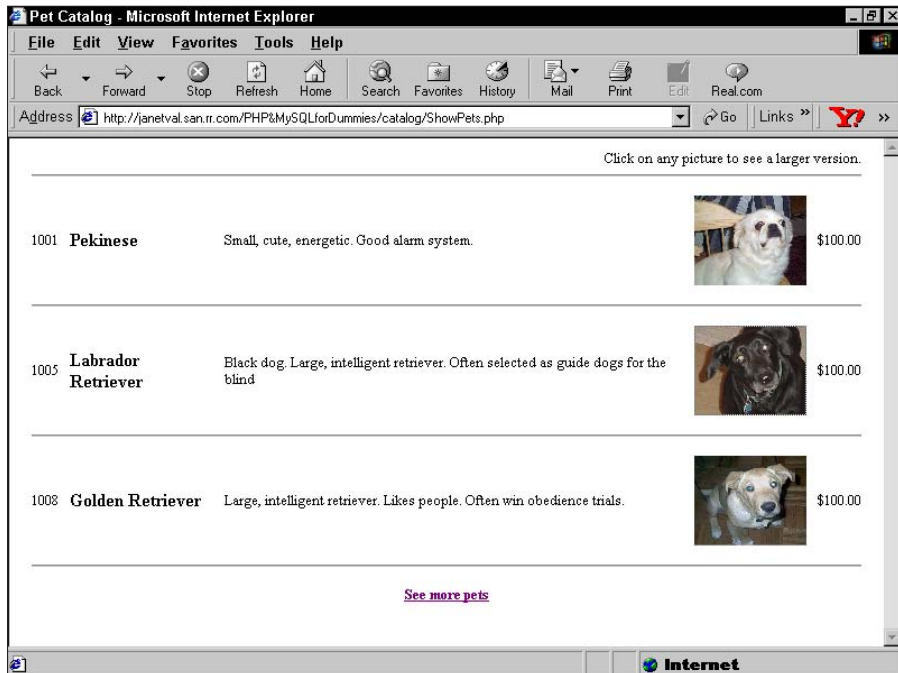 Pet Catalog - Microsoft Internet Explorer
File Edit View Favorites Tools Help
Back Forward Stop Refresh Home Search Favorites History Mail Print Edit Real.com
Address http://janetval.san.rr.com/PHP&MySQLforDummies/catalog/ShowPets.php Go Links » Y! »
Click on any picture to see a larger version.
1001 Pekinese Small, cute, energetic. Good alarm system. $100.00
Labrador
1005 Retriever Black dog. Large, intelligent retriever. Often selected as guide dogs for the
blind $100.00
1008 Golden Retriever Large, intelligent retriever. Likes people. Often win obedience trials. $100.00
See more pets
Internet